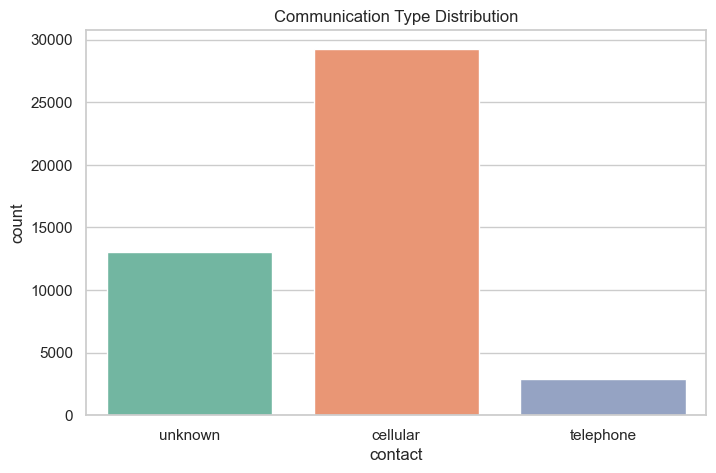 Communication Type Distribution
30000
25000
20000
15000
10000
5000
0
count
unknown cellular telephone
contact